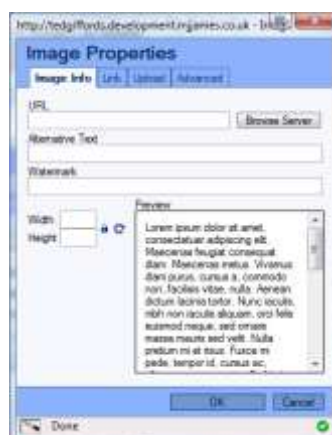 http://tedgiffords.development.mjjames.co.uk -
Image Properties
Image Info Link Upload Advanced
URL
Browse Server
Alternative Text
Watermark
Preview
Width
Height
Lorem ipsum dolor sit amet,
consectetuer adipiscing elit.
Maecenas feugiat consequat
diam. Maecenas metus. Vivamus
diam purus, cursus a, commodo
non, facilisis vitae, nulla. Aenean
dictum lacinia tortor. Nunc iaculis,
nibh non iaculis aliquam, orci felis
euismod neque, sed ornare
massa mauris sed velit. Nulla
pretium mi et risus. Fusce mi
pede, tempor id, cursus ac,
OK Cancel
Done